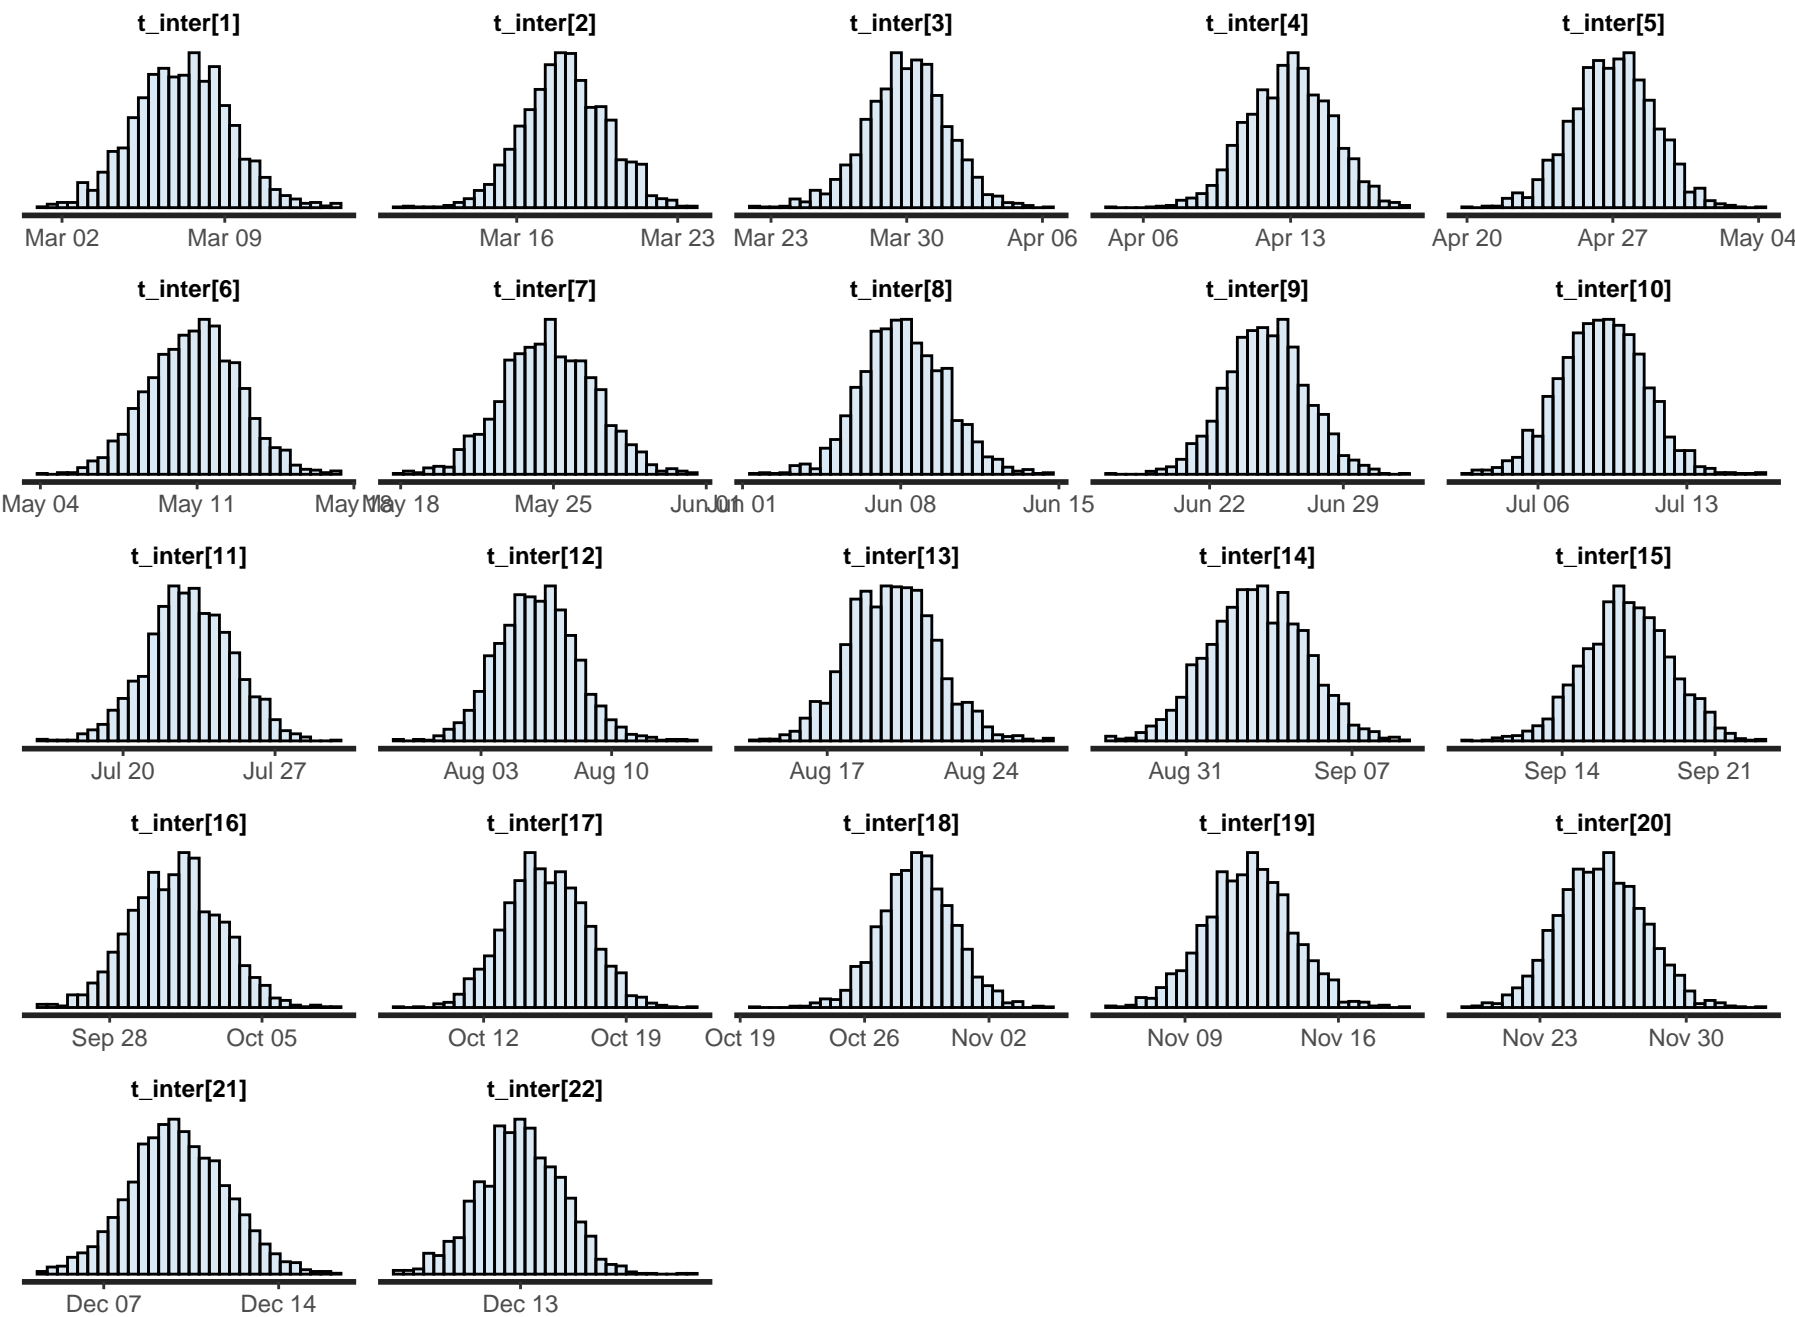 t_inter[1] t_inter[2] t_inter[3] t_inter[4] t_inter[5]
Mar 02 Mar 09 Mar 16 Mar 23 Mar 23 Mar 30 Apr 06 Apr 06 Apr 13 Apr 20 Apr 27 May 04
t_inter[6] t_inter[7] t_inter[8] t_inter[9] t_inter[10]
May 04 May 11 May 18 May 18 May 25 Jun 01 Jun 01 Jun 08 Jun 15 Jun 22 Jun 29 Jul 06 Jul 13
t_inter[11] t_inter[12] t_inter[13] t_inter[14] t_inter[15]
Jul 20 Jul 27 Aug 03 Aug 10 Aug 17 Aug 24 Aug 31 Sep 07 Sep 14 Sep 21
t_inter[16] t_inter[17] t_inter[18] t_inter[19] t_inter[20]
Sep 28 Oct 05 Oct 12 Oct 19 Oct 19 Oct 26 Nov 02 Nov 09 Nov 16 Nov 23 Nov 30
t_inter[21] t_inter[22]
Dec 07 Dec 14 Dec 13